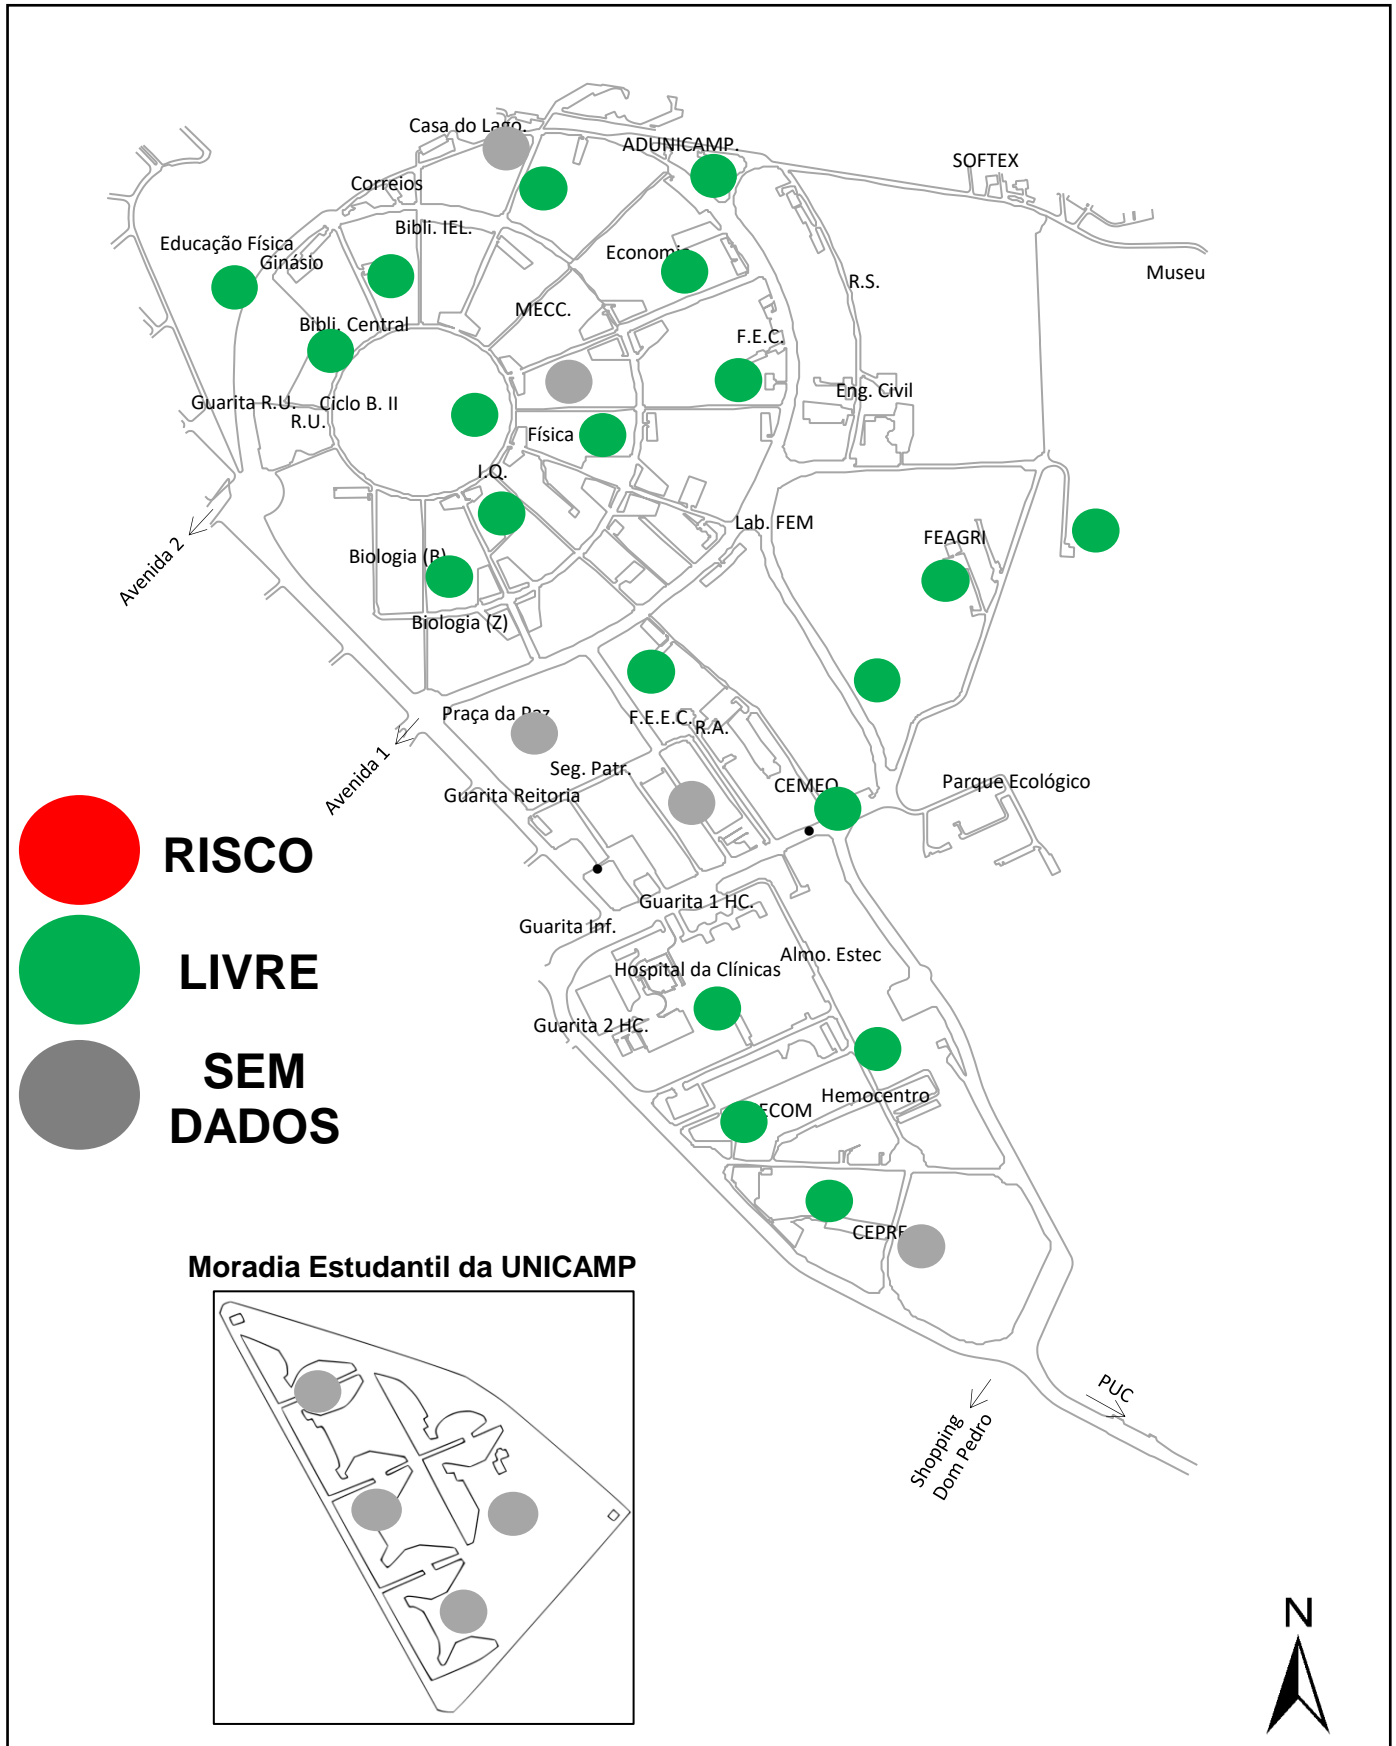 Casa do Lago.
ADUNICAMP.
SOFTEX
Correios
Bibli. IEL.
Educação Física
Ginásio
Economia
Museu
R.S.
MECC.
Bibli. Central
F.E.C.
Eng. Civil
Guarita R.U.
Ciclo B. II
R.U.
Física
I.Q.
Lab. FEM
FEAGRI
Avenida 2
Biologia (B)
Biologia (Z)
Praça da Paz
F.E.E.C.
R.A.
Avenida 1
Seg. Patr.
Guarita Reitoria
CEMEQ
Parque Ecológico
RISCO
Guarita 1 HC.
Guarita Inf.
LIVRE
Almo. Estec
Hospital da Clínicas
Guarita 2 HC.
SEM
DADOS
Hemocentro
ECOM
CEPRE
Moradia Estudantil da UNICAMP
PUC
Shopping
Dom Pedro
N